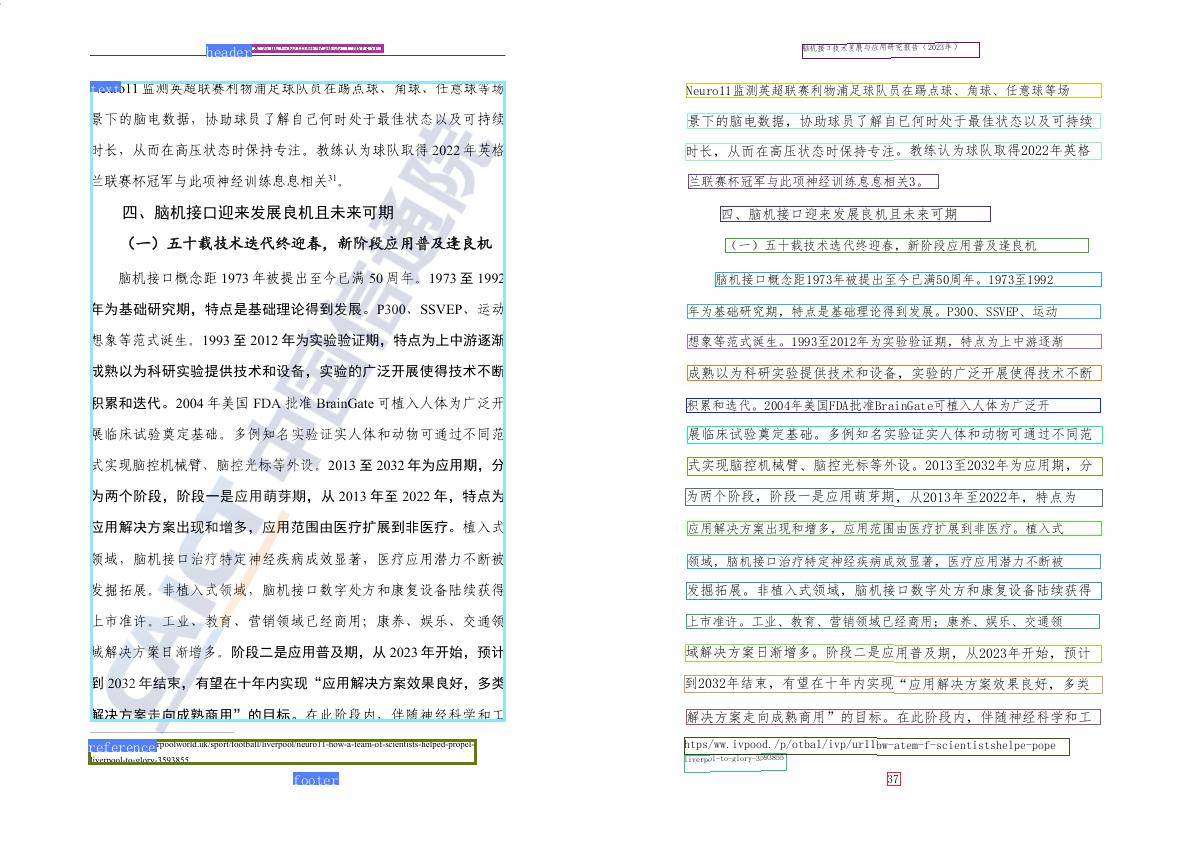 header
text
Neuro11 监测英超联赛利物浦足球队员在踢点球、角球、任意球等场
景下的脑电数据，协助球员了解自己何时处于最佳状态以及可持续
时长，从而在高压状态时保持专注。教练认为球队取得 2022 年英格
兰联赛杯冠军与此项神经训练息息相关31。
四、脑机接口迎来发展良机且未来可期
（一）五十载技术迭代终迎春，新阶段应用普及逢良机
脑机接口概念距 1973 年被提出至今已满 50 周年。1973 至 1992
年为基础研究期，特点是基础理论得到发展。P300、SSVEP、运动
想象等范式诞生。1993 至 2012 年为实验验证期，特点为上中游逐渐
成熟以为科研实验提供技术和设备，实验的广泛开展使得技术不断
积累和迭代。2004 年美国 FDA 批准 BrainGate 可植入人体为广泛开
展临床试验奠定基础。多例知名实验证实人体和动物可通过不同范
式实现脑控机械臂、脑控光标等外设。2013 至 2032 年为应用期，分
为两个阶段，阶段一是应用萌芽期，从 2013 年至 2022 年，特点为
应用解决方案出现和增多，应用范围由医疗扩展到非医疗。植入式
领域，脑机接口治疗特定神经疾病成效显著，医疗应用潜力不断被
发掘拓展。非植入式领域，脑机接口数字处方和康复设备陆续获得
上市准许。工业、教育、营销领域已经商用；康养、娱乐、交通领
域解决方案日渐增多。阶段二是应用普及期，从 2023 年开始，预计
到 2032 年结束，有望在十年内实现“应用解决方案效果良好，多类
解决方案走向成熟商用”的目标。在此阶段内，伴随神经科学和工
CAICT 中国信通院
reference
rpoolworld.uk/sport/football/liverpool/neuro11-how-a-team-of-scientists-helped-propel-
liverpool-to-glory-3593855
footer
脑机接口技术发展与应用研究报告（2023年）
Neuro11监测英超联赛利物浦足球队员在踢点球、角球、任意球等场
景下的脑电数据，协助球员了解自己何时处于最佳状态以及可持续
时长，从而在高压状态时保持专注。教练认为球队取得2022年英格
兰联赛杯冠军与此项神经训练息息相关3。
四、脑机接口迎来发展良机且未来可期
（一）五十载技术迭代终迎春，新阶段应用普及逢良机
脑机接口概念距1973年被提出至今已满50周年。1973至1992
年为基础研究期，特点是基础理论得到发展。P300、SSVEP、运动
想象等范式诞生。1993至2012年为实验验证期，特点为上中游逐渐
成熟以为科研实验提供技术和设备，实验的广泛开展使得技术不断
积累和迭代。2004年美国FDA批准BrainGate可植入人体为广泛开
展临床试验奠定基础。多例知名实验证实人体和动物可通过不同范
式实现脑控机械臂、脑控光标等外设。2013至2032年为应用期，分
为两个阶段，阶段一是应用萌芽期，从2013年至2022年，特点为
应用解决方案出现和增多，应用范围由医疗扩展到非医疗。植入式
领域，脑机接口治疗特定神经疾病成效显著，医疗应用潜力不断被
发掘拓展。非植入式领域，脑机接口数字处方和康复设备陆续获得
上市准许。工业、教育、营销领域已经商用；康养、娱乐、交通领
域解决方案日渐增多。阶段二是应用普及期，从2023年开始，预计
到2032年结束，有望在十年内实现“应用解决方案效果良好，多类
解决方案走向成熟商用”的目标。在此阶段内，伴随神经科学和工
htps/ww.ivpood./p/otbal/ivp/url1bw-atem-f-scientistshelpe-pope
liverpol-to-glory-3593855
37